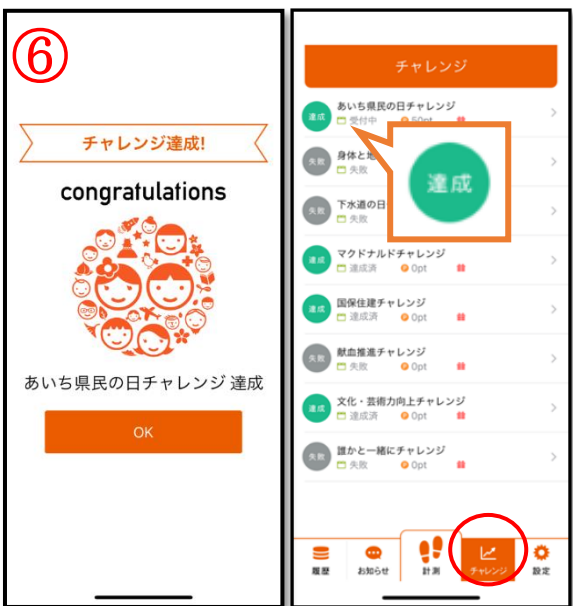 ⑥
チャレンジ達成!
congratulations
あいち県民の日チャレンジ 達成
OK
チャレンジ
達成
あいち県民の日チャレンジ
受付中 50pt
失敗
身体と地
失敗
達成
失敗
下水道の日
失敗
達成
マクドナルドチャレンジ
達成済 0pt
達成
国保住建チャレンジ
達成済 0pt
失敗
献血推進チャレンジ
失敗 0pt
達成
文化・芸術力向上チャレンジ
達成済 0pt
失敗
誰かと一緒にチャレンジ
失敗 0pt
履歴
お知らせ
計測
チャレンジ
設定